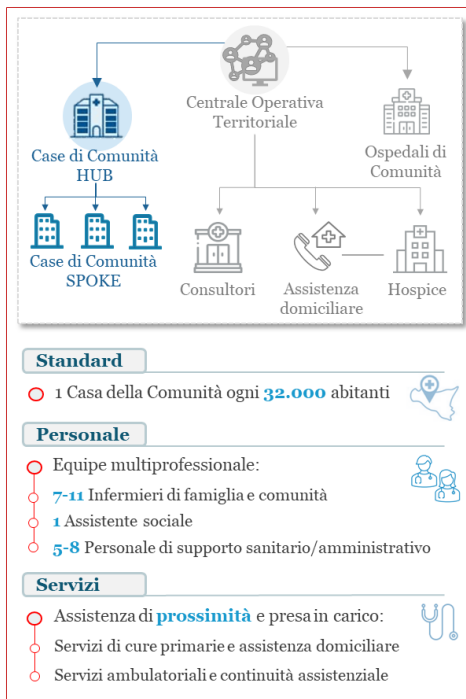 Centrale Operativa
Territoriale
Case di Comunità
HUB
Ospedali di
Comunità
Case di Comunità
SPOKE
Consultori
Assistenza
domiciliare
Hospice
Standard
1 Casa della Comunità ogni 32.000 abitanti
Personale
Equipe multiprofessionale:
7-11 Infermieri di famiglia e comunità
1 Assistente sociale
5-8 Personale di supporto sanitario/amministrativo
Servizi
Assistenza di prossimità e presa in carico:
Servizi di cure primarie e assistenza domiciliare
Servizi ambulatoriali e continuità assistenziale